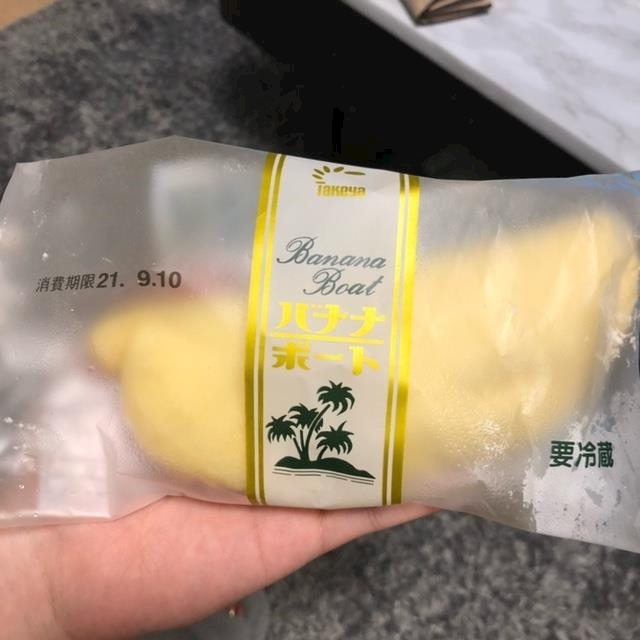 Takeya
Banana
Boat
バナナ
ボート
消費期限21. 9.10
要冷蔵